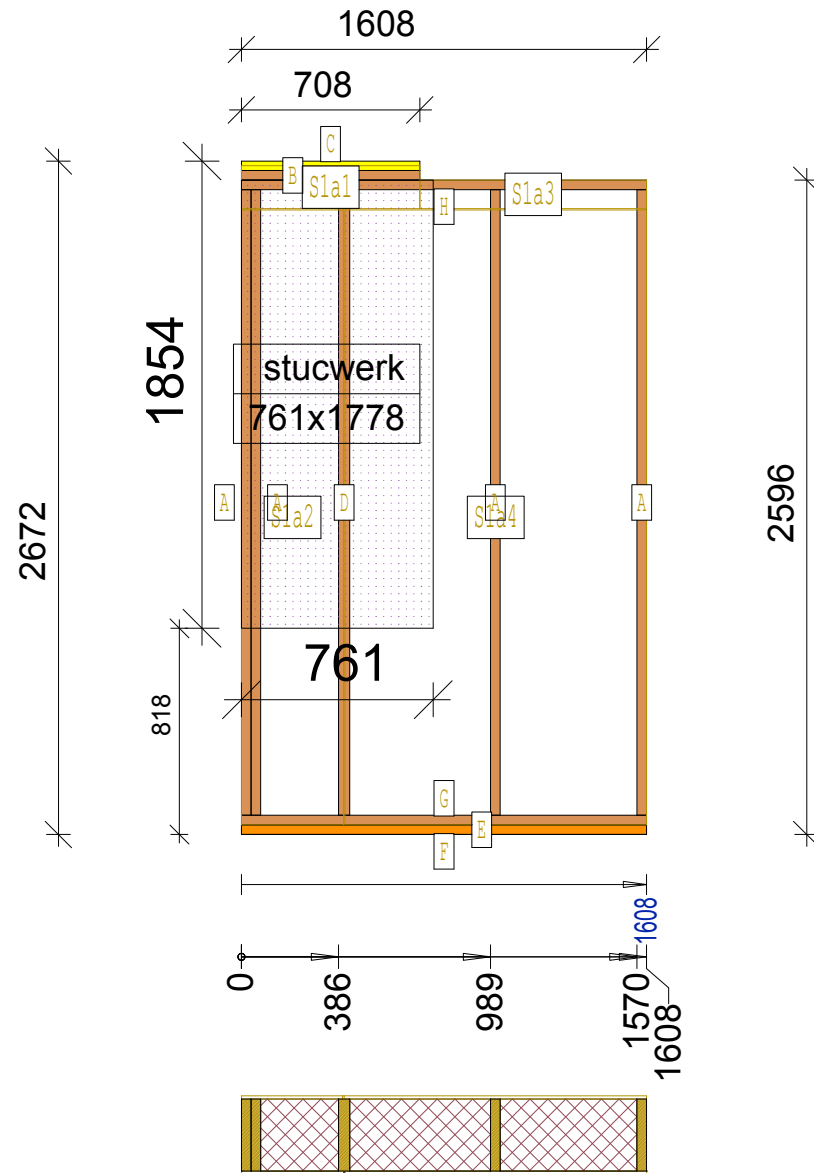 1608
708
C
B
S1a1
S1a3
H
1854
stucwerk
761x1778
A
A
S1a2
D
A
S1a4
A
2672
2596
761
818
G
E
F
1608
0
386
989
1570
1608